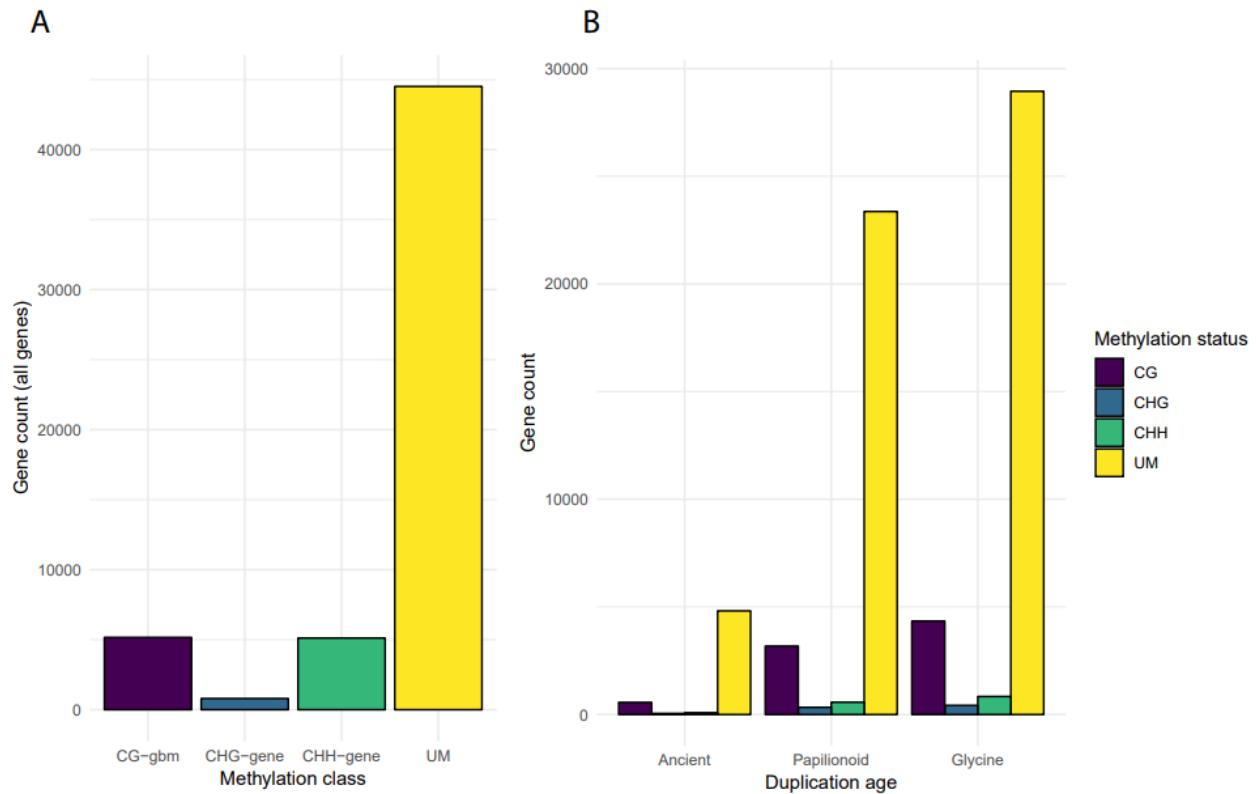 A
Gene count (all genes)
40000
30000
20000
10000
0
CG−gbm CHG−gene CHH−gene UM
Methylation class
B
Gene count
30000
20000
10000
0
Ancient Papilionoid Glycine
Duplication age
Methylation status
CG
CHG
CHH
UM